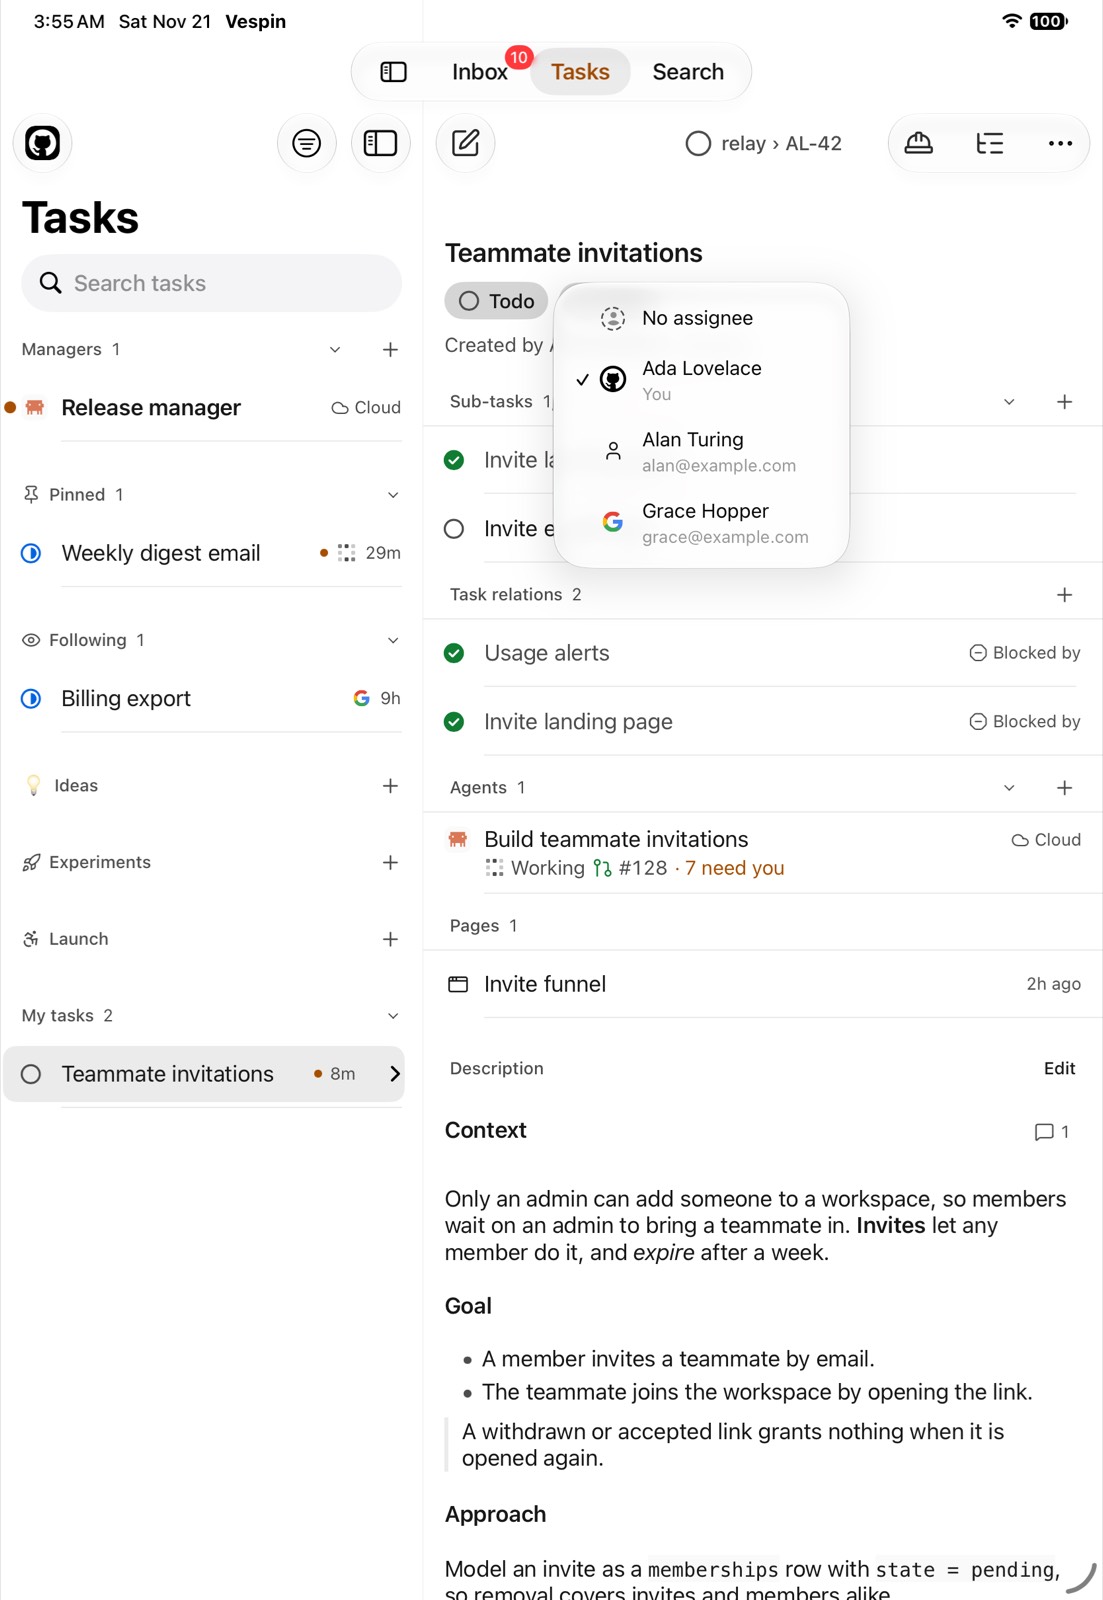 3:55 AM Sat Nov 21 Vespin
100
Inbox 10 Tasks Search
relay › AL-42
Tasks
Search tasks
Managers 1
Release manager Cloud
Pinned 1
Weekly digest email 29m
Following 1
Billing export 9h
Ideas
Experiments
Launch
My tasks 2
Teammate invitations 8m
Teammate invitations
Todo
Created by
No assignee
Ada Lovelace
You
Alan Turing
alan@example.com
Grace Hopper
grace@example.com
Sub-tasks 1
Invite
Invite
Task relations 2
Usage alerts Blocked by
Invite landing page Blocked by
Agents 1
Build teammate invitations Cloud
Working #128 · 7 need you
Pages 1
Invite funnel 2h ago
Description Edit
Context 1
Only an admin can add someone to a workspace, so members
wait on an admin to bring a teammate in. Invites let any
member do it, and expire after a week.
Goal
• A member invites a teammate by email.
• The teammate joins the workspace by opening the link.
A withdrawn or accepted link grants nothing when it is
opened again.
Approach
Model an invite as a memberships row with state = pending,
so removal covers invites and members alike